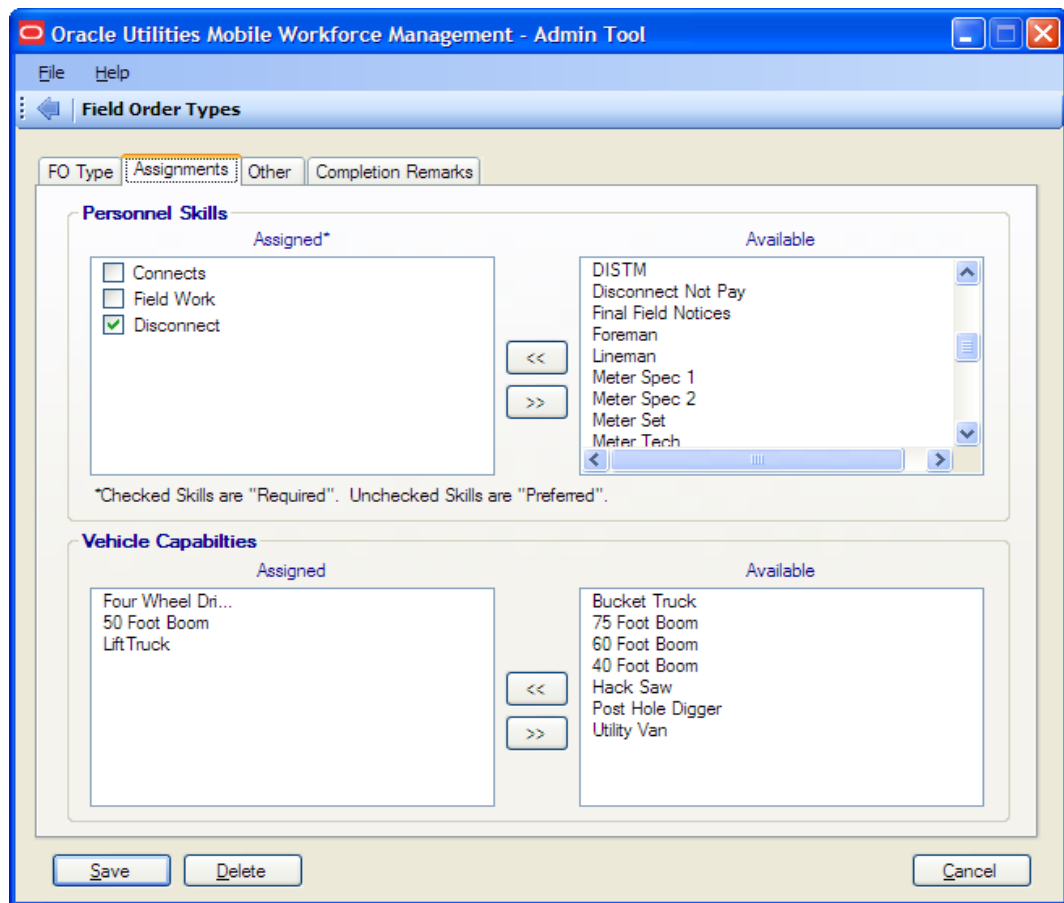 Oracle Utilities Mobile Workforce Management - Admin Tool
File Help
Field Order Types
FO Type Assignments Other Completion Remarks
Personnel Skills
Assigned*
Connects
Field Work
Disconnect
<<
>>
Available
DISTM
Disconnect Not Pay
Final Field Notices
Foreman
Lineman
Meter Spec 1
Meter Spec 2
Meter Set
Meter Tech
*Checked Skills are "Required". Unchecked Skills are "Preferred".
Vehicle Capabilties
Assigned
Four Wheel Dri...
50 Foot Boom
Lift Truck
<<
>>
Available
Bucket Truck
75 Foot Boom
60 Foot Boom
40 Foot Boom
Hack Saw
Post Hole Digger
Utility Van
Save Delete Cancel